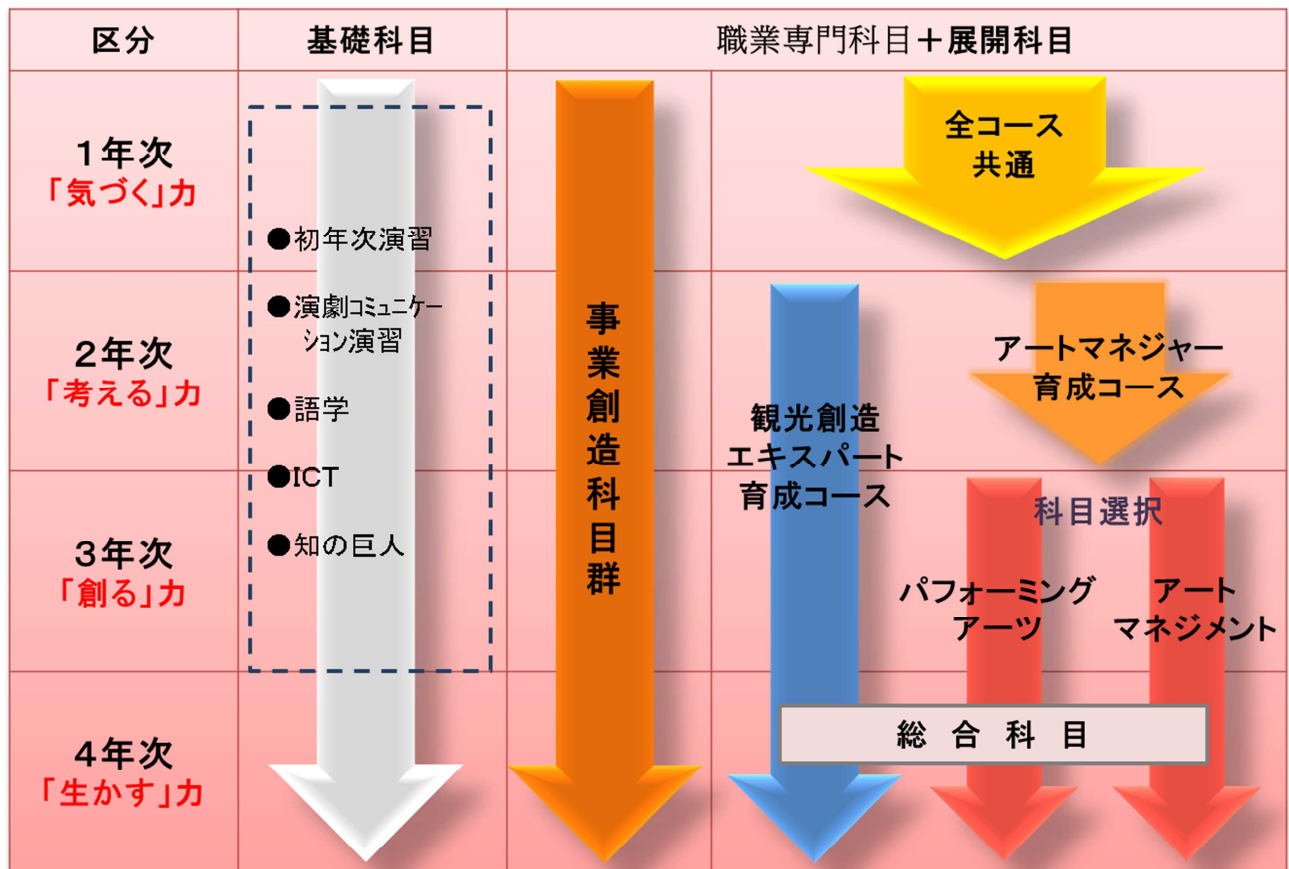 区分
基礎科目
職業専門科目＋展開科目
１年次
「気づく」力
２年次
「考える」力
３年次
「創る」力
４年次
「生かす」力
●初年次演習
●演劇ｺﾐｭﾆｹｰ
ｼｮﾝ演習
●語学
●ICT
●知の巨人
事業創造科目群
全コース
共通
観光創造
エキスパート
育成コース
アートマネジャー
育成コース
科目選択
パフォーミング
アーツ
アート
マネジメント
総合科目